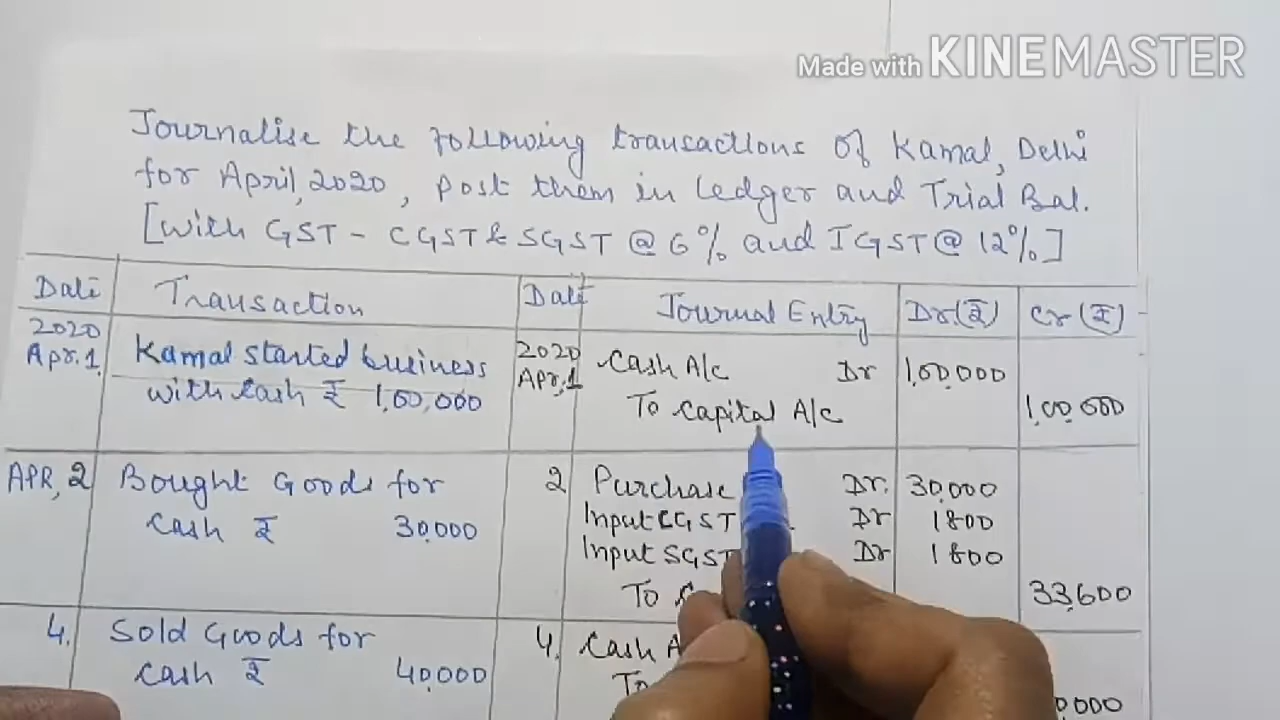 Made with KINEMASTER
Journalise the following transactions of Kamal, Delhi
for April, 2020, Post them in Ledger and Trial Bal.
[With GST - CGST & SGST @ 6% and IGST @ 12%]
Date Transaction Date Journal Entry Dr.(₹) Cr (₹)
2020 Apr.1 Kamal started business 2020 Apr,1 Cash A/c Dr 1,00,000
with Cash ₹ 1,00,000 To Capital A/c 1,00,000
APR, 2 Bought Goods for 2 Purchase Dr. 30,000
Cash ₹ 30,000 Input CGST Dr 1800
Input SGST Dr 1800
To 33,600
4. Sold Goods for 4. Cash A
Cash ₹ 40,000 To